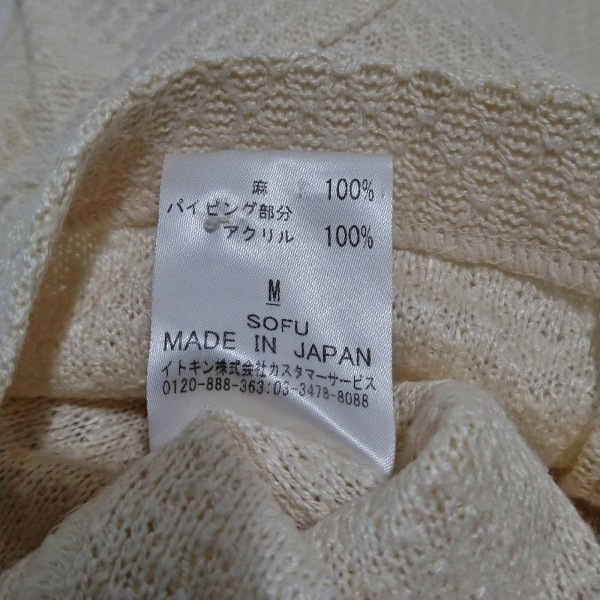 麻 100%
パイピング部分
アクリル 100%
M
SOFU
MADE IN JAPAN
イトキン株式会社カスタマーサービス
0120-888-363:03-3478-8088